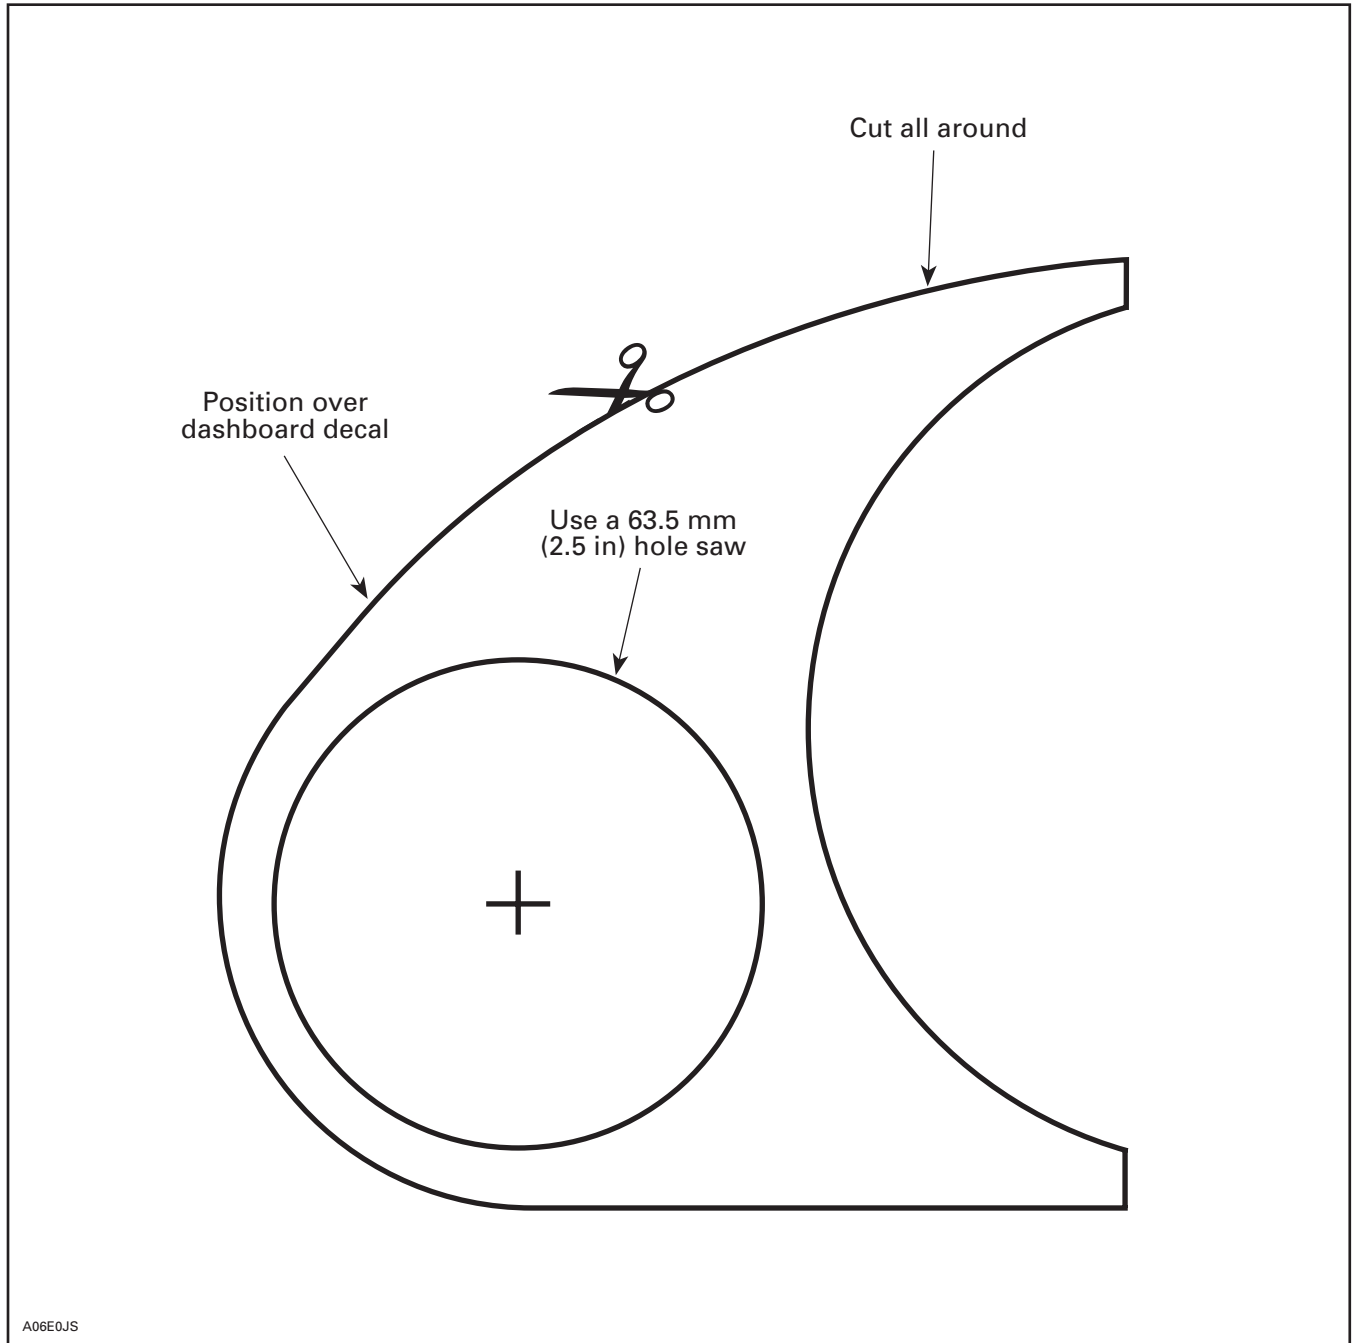 Cut all around
Position over
dashboard decal
Use a 63.5 mm
(2.5 in) hole saw
A06E0JS